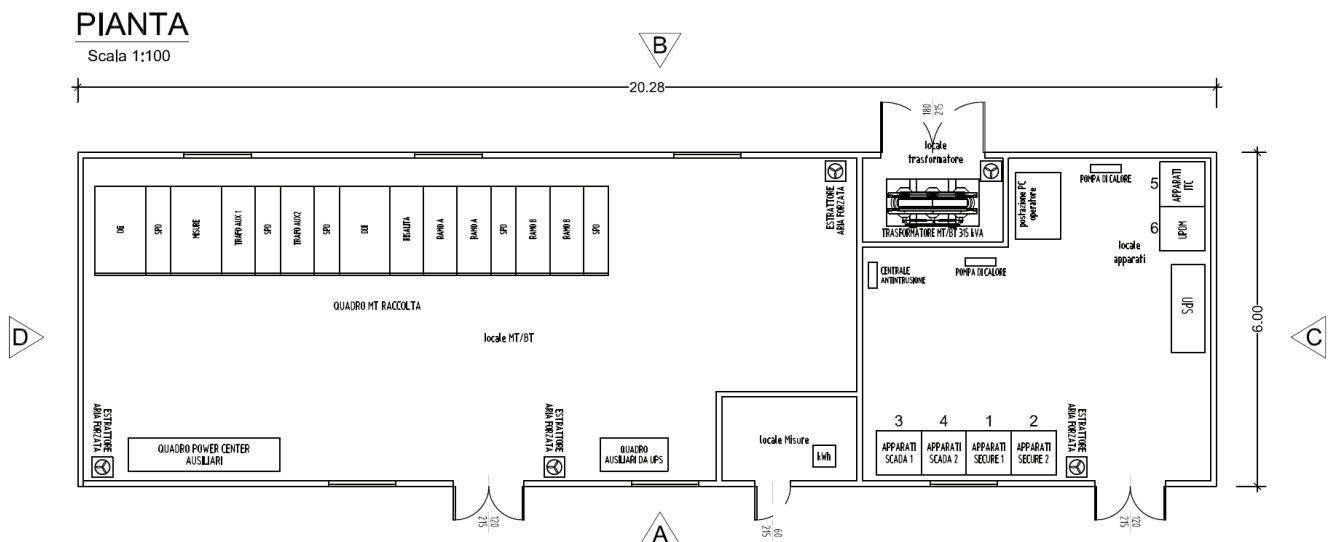 PIANTA
Scala 1:100
B
20.28
180
215
locale
trasformatore
TRASFORMATORE MT/BT 315 kVA
ESTRATTORE
ARIA FORZATA
postazione PC
operatore
POMPA DI CALORE
5
APPARATI
ITC
6
UPDM
locale
apparati
UPS
6.00
C
DG
SPD
MISURE
TRAFO AUX 1
SPD
TRAFO AUX2
SPD
DDI
RISALITA
RAMO A
RAMO A
SPD
RAMO B
RAMO B
SPD
CENTRALE
ANTINTRUSIONE
POMPA DI CALORE
QUADRO MT RACCOLTA
locale MT/BT
D
ESTRATTORE
ARIA FORZATA
QUADRO POWER CENTER
AUSILIARI
ESTRATTORE
ARIA FORZATA
QUADRO
AUSILIARI DA UPS
locale Misure
kWh
3
4
1
2
APPARATI
SCADA 1
APPARATI
SCADA 2
APPARATI
SECURE 1
APPARATI
SECURE 2
ESTRATTORE
ARIA FORZATA
120
215
A
60
215
120
215